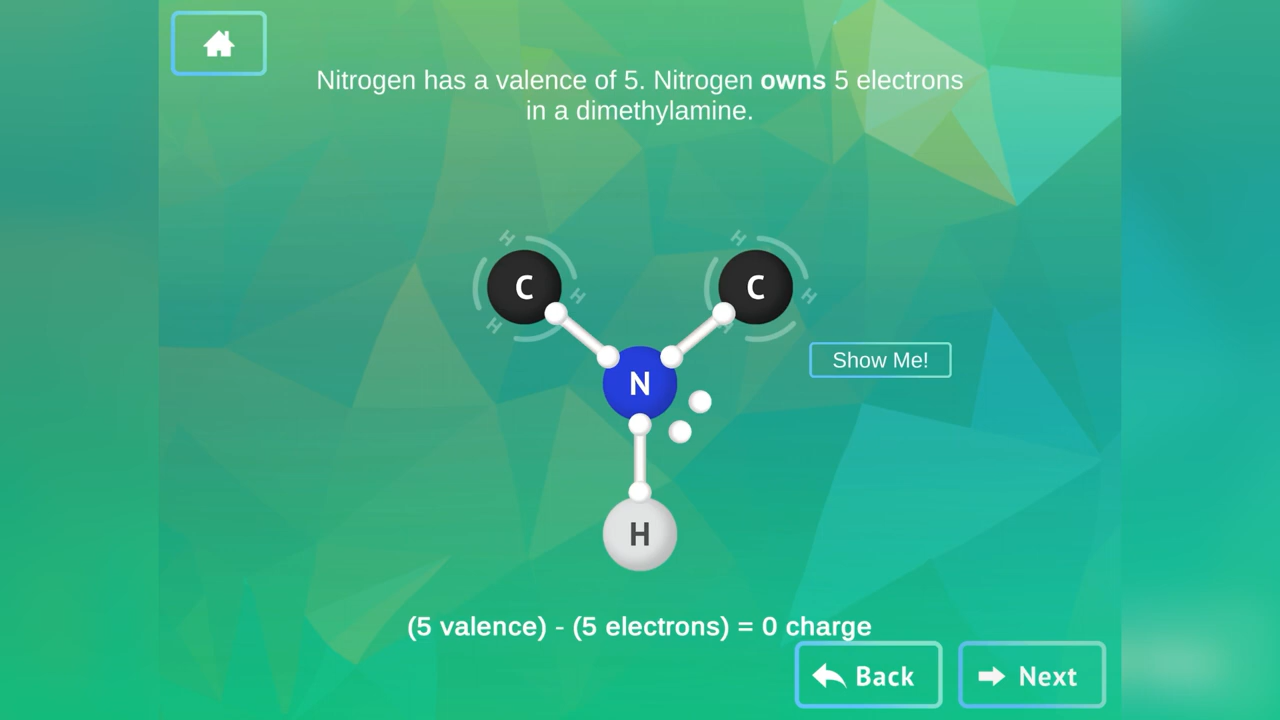 Nitrogen has a valence of 5. Nitrogen owns 5 electrons
in a dimethylamine.
H H
C C
H H
H H
N
Show Me!
H
(5 valence) - (5 electrons) = 0 charge
Back Next